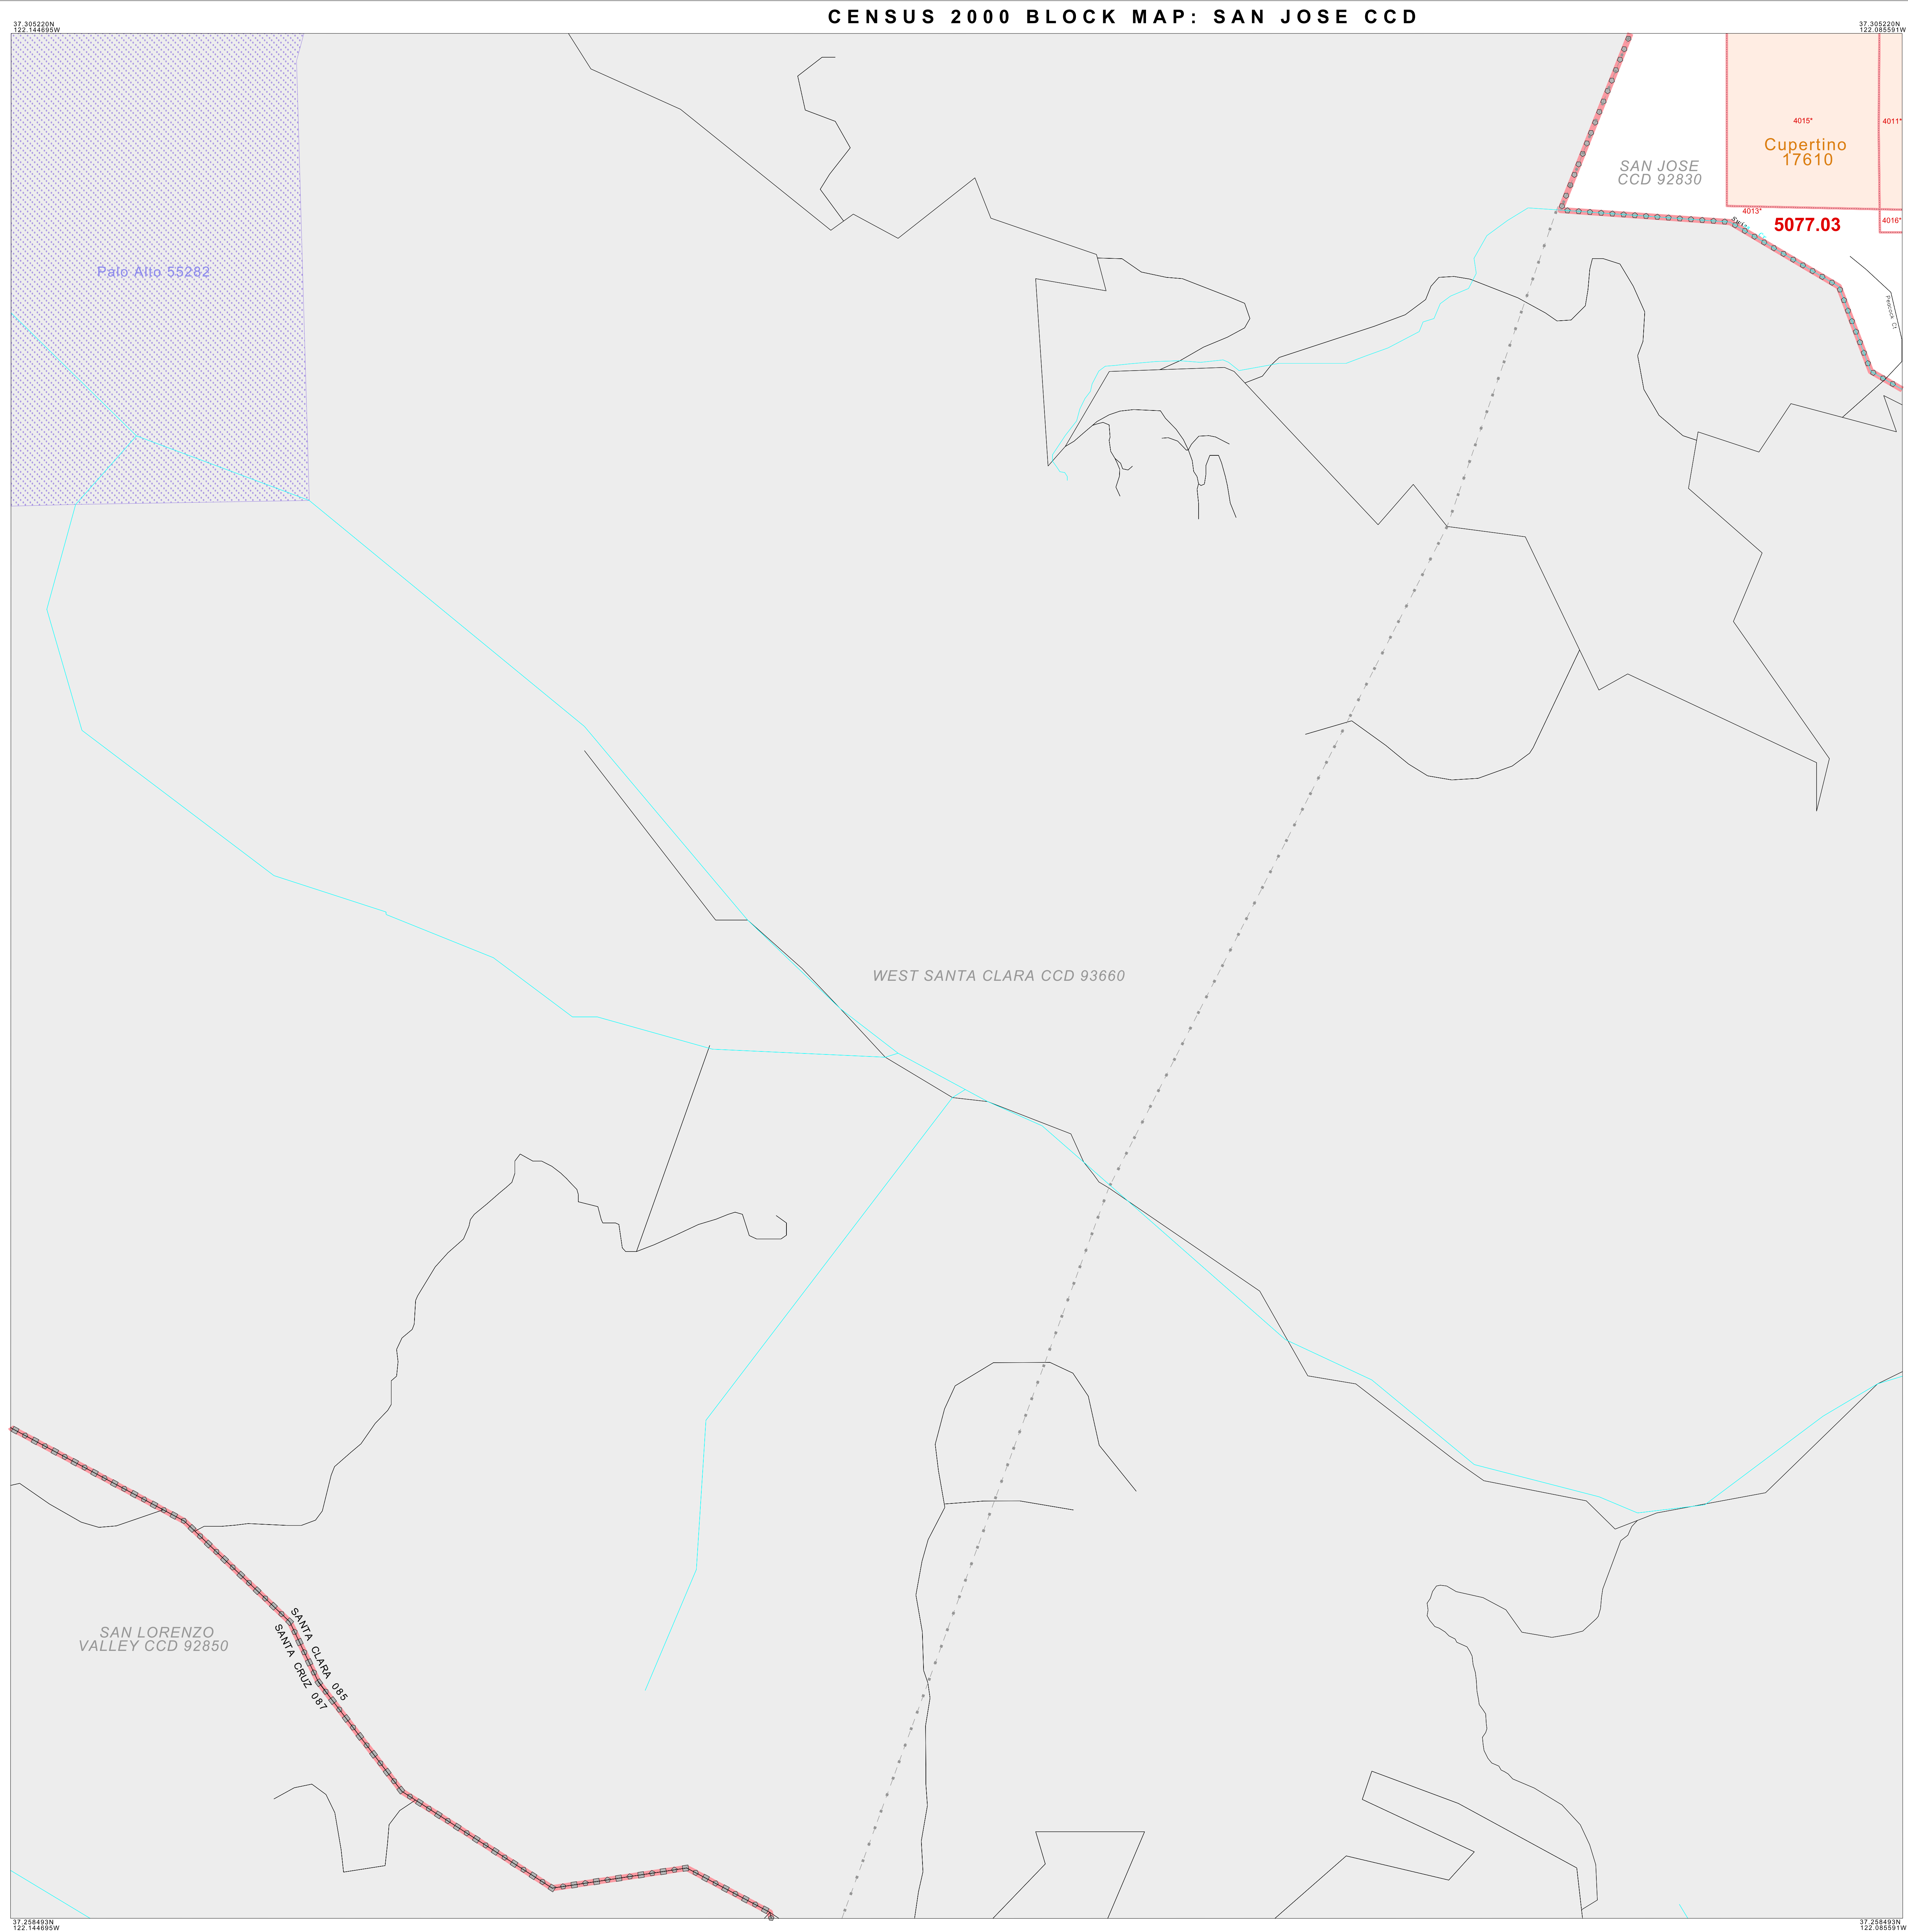 CENSUS 2000 BLOCK MAP: SAN JOSE CCD
37.305220N
122.144695W
37.305220N
122.085591W
4015*
4011*
Cupertino
17610
SAN JOSE
CCD 92830
4013*
4016*
5077.03
Palo Alto 55282
Peacock Ct
WEST SANTA CLARA CCD 93660
SAN LORENZO
VALLEY CCD 92850
SANTA CLARA 085
SANTA CRUZ 087
37.258493N
122.144695W
37.258493N
122.085591W